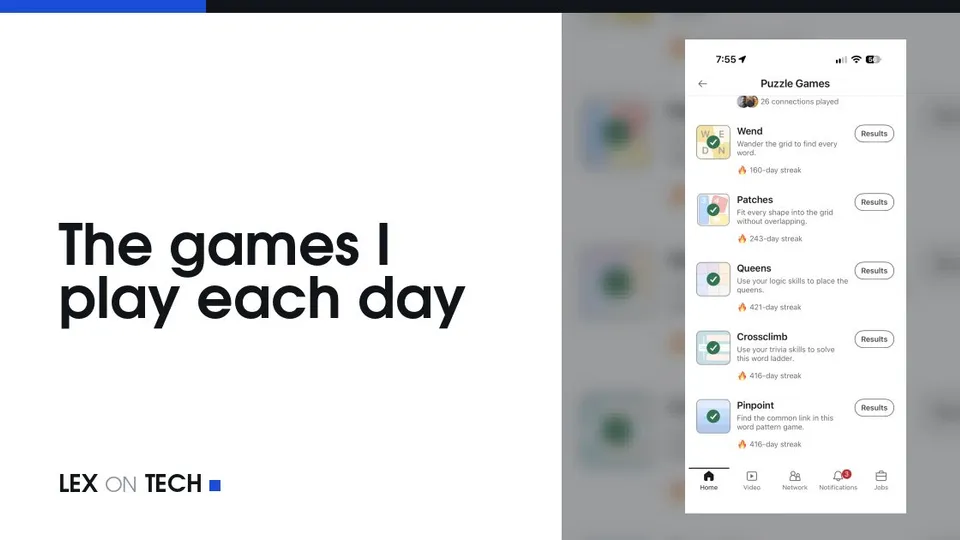 The games I
play each day
LEX ON TECH
7:55
Puzzle Games
26 connections played
W E
D N
Wend
Wander the grid to find every
word.
160-day streak
Results
Patches
Fit every shape into the grid
without overlapping.
243-day streak
Results
Queens
Use your logic skills to place the
queens.
421-day streak
Results
Crossclimb
Use your trivia skills to solve
this word ladder.
416-day streak
Results
Pinpoint
Find the common link in this
word pattern game.
416-day streak
Results
3
Home Video Network Notifications Jobs